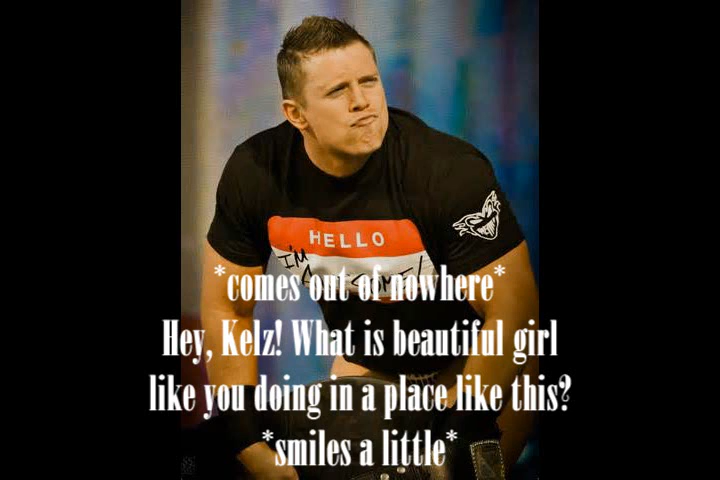 HELLO
I'M
*comes out of nowhere*
Hey, Kelz! What is beautiful girl
like you doing in a place like this?
*smiles a little*